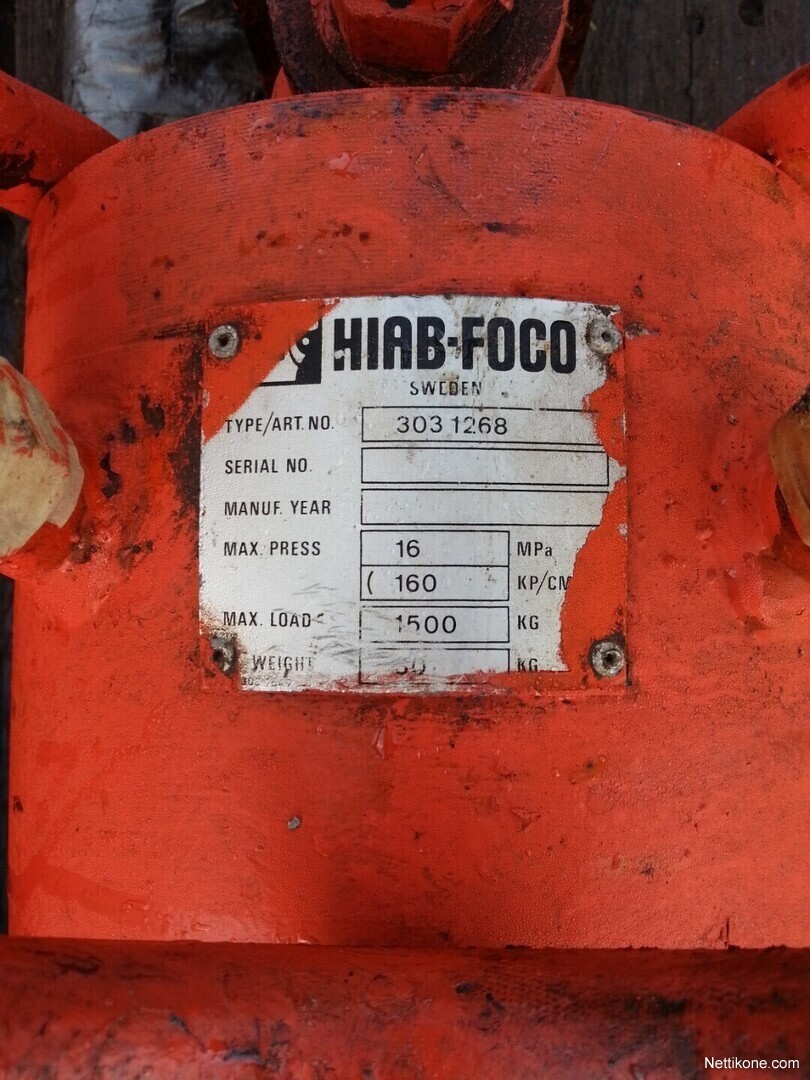 HIAB-FOCO
SWEDEN
TYPE/ART. NO. 303 1268
SERIAL NO.
MANUF. YEAR
MAX. PRESS 16 MPa
( 160 KP/CM
MAX. LOAD 1500 KG
WEIGHT KG
Nettikone.com